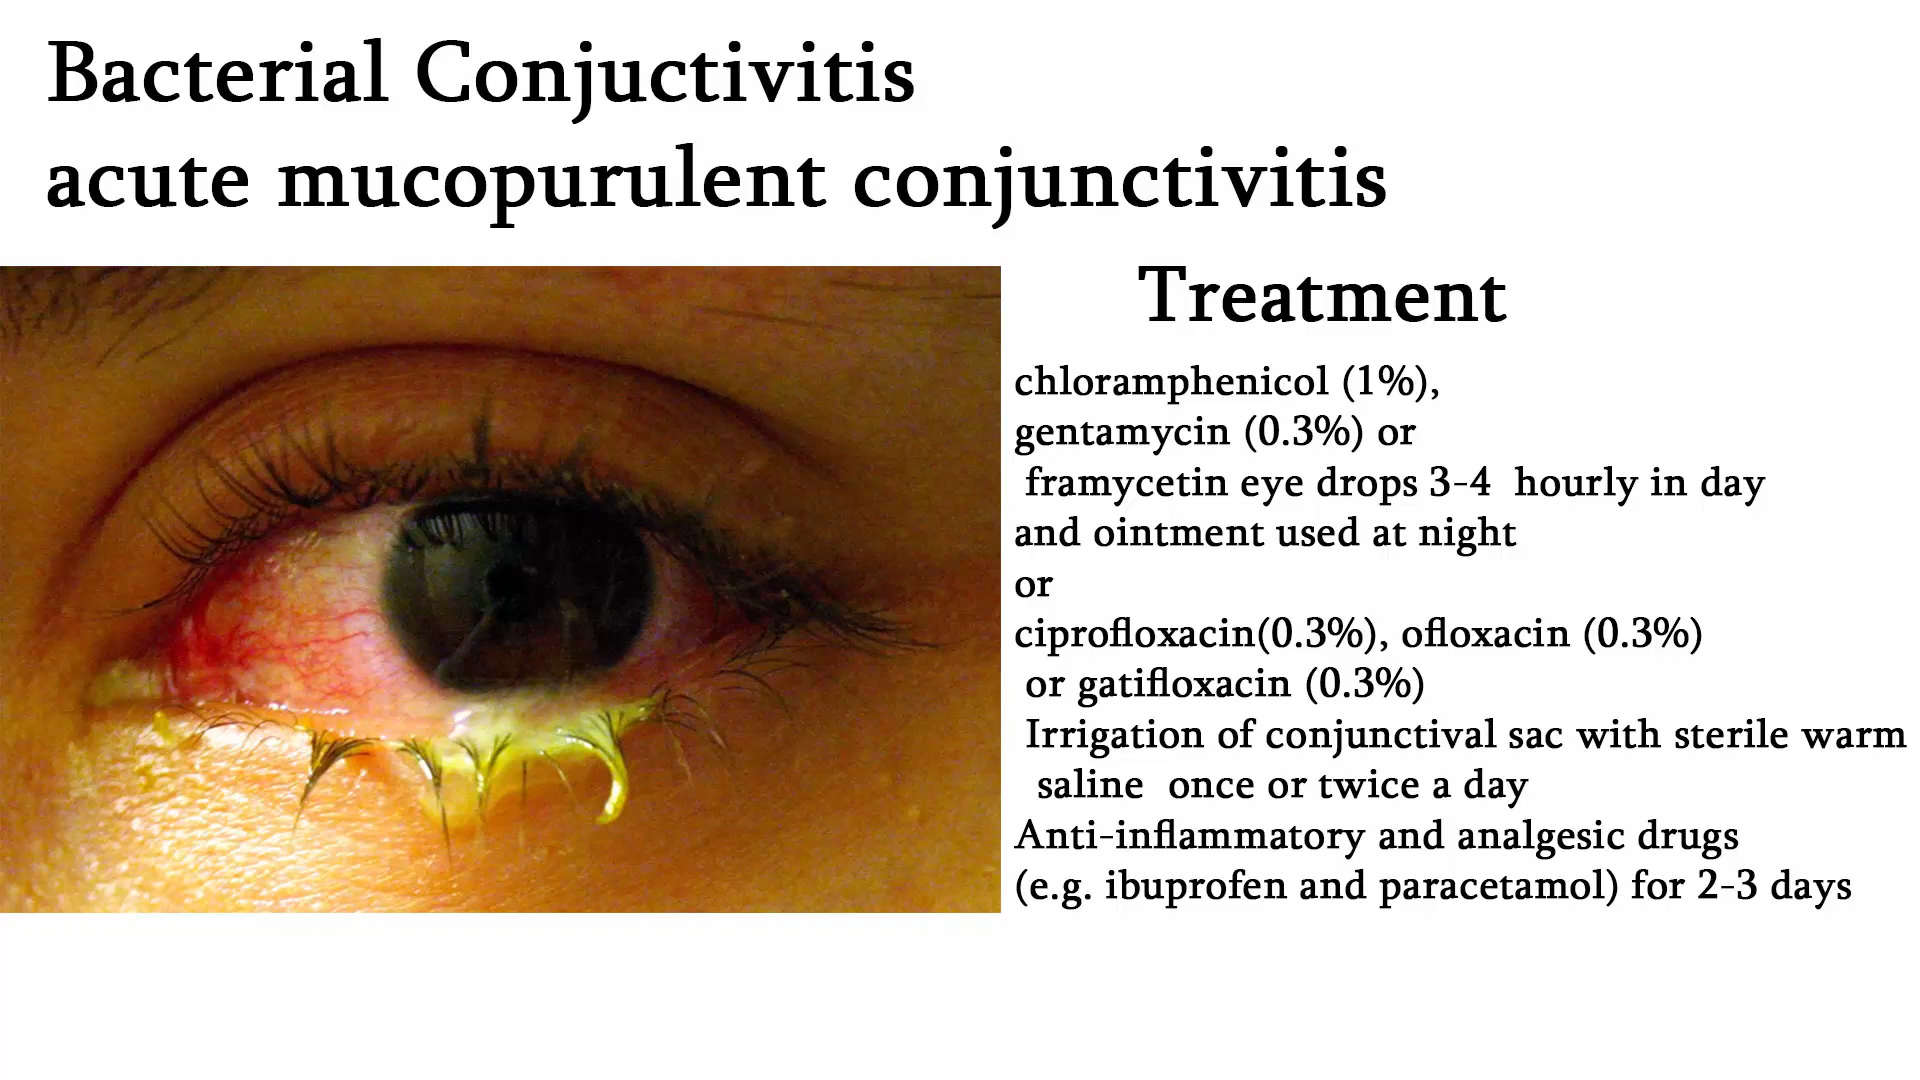 Bacterial Conjuctivitis
acute mucopurulent conjunctivitis
Treatment
chloramphenicol (1%),
gentamycin (0.3%) or
framycetin eye drops 3-4 hourly in day
and ointment used at night
or
ciprofloxacin(0.3%), ofloxacin (0.3%)
or gatifloxacin (0.3%)
Irrigation of conjunctival sac with sterile warm
saline once or twice a day
Anti-inflammatory and analgesic drugs
(e.g. ibuprofen and paracetamol) for 2-3 days